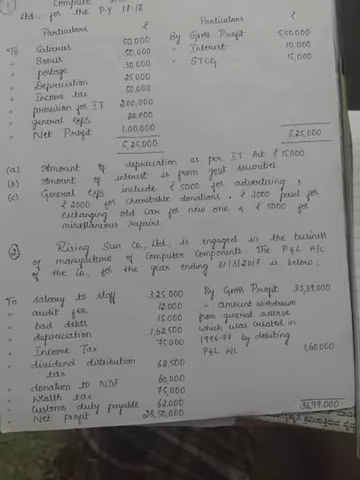 1
Compute
Ltd., for the P.Y 17-18
Particulars ₹ Particulars ₹
To Salaries 50,000 By Gross Profit 5,00,000
" Bonus 50,000 " Interest 10,000
" postage 30,000 " STCG 15,000
" Depreciation 25,000
" Income tax 50,000
" provision for IT 200,000
" general exps 20,000
" Net Profit 1,00,000
5,25,000 5,25,000
(a) Amount of depreciation as per IT Act ₹ 15000
(b) Amount of interest is from govt securities
(c) General exps include ₹ 5000 for advertising,
₹ 2000 for charitable donations, ₹ 3000 paid for
exchanging old car for new one & ₹ 5000 for
miscellaneous repairs
2 Rising Sun Co., Ltd., is engaged in the business
of manufacture of Computer Components. The P&L A/c
of the Co., for the year ending 31/3/2017 is below:
To salary to staff 3,25,000 By Gross Profit 35,39,000
" audit fee 12000 " amount withdrawn
" bad debts 15000 from general reserve
" depreciation 1,02,500 which was created in
" Income Tax 75000 1996-97 by debiting
" dividend distribution tax 60,500 P&L A/c 1,60,000
" donation to NDF 60,000
" Wealth tax 75,000
" Customs duty payable 62,000
" Net profit 28,50,000 36,99,000